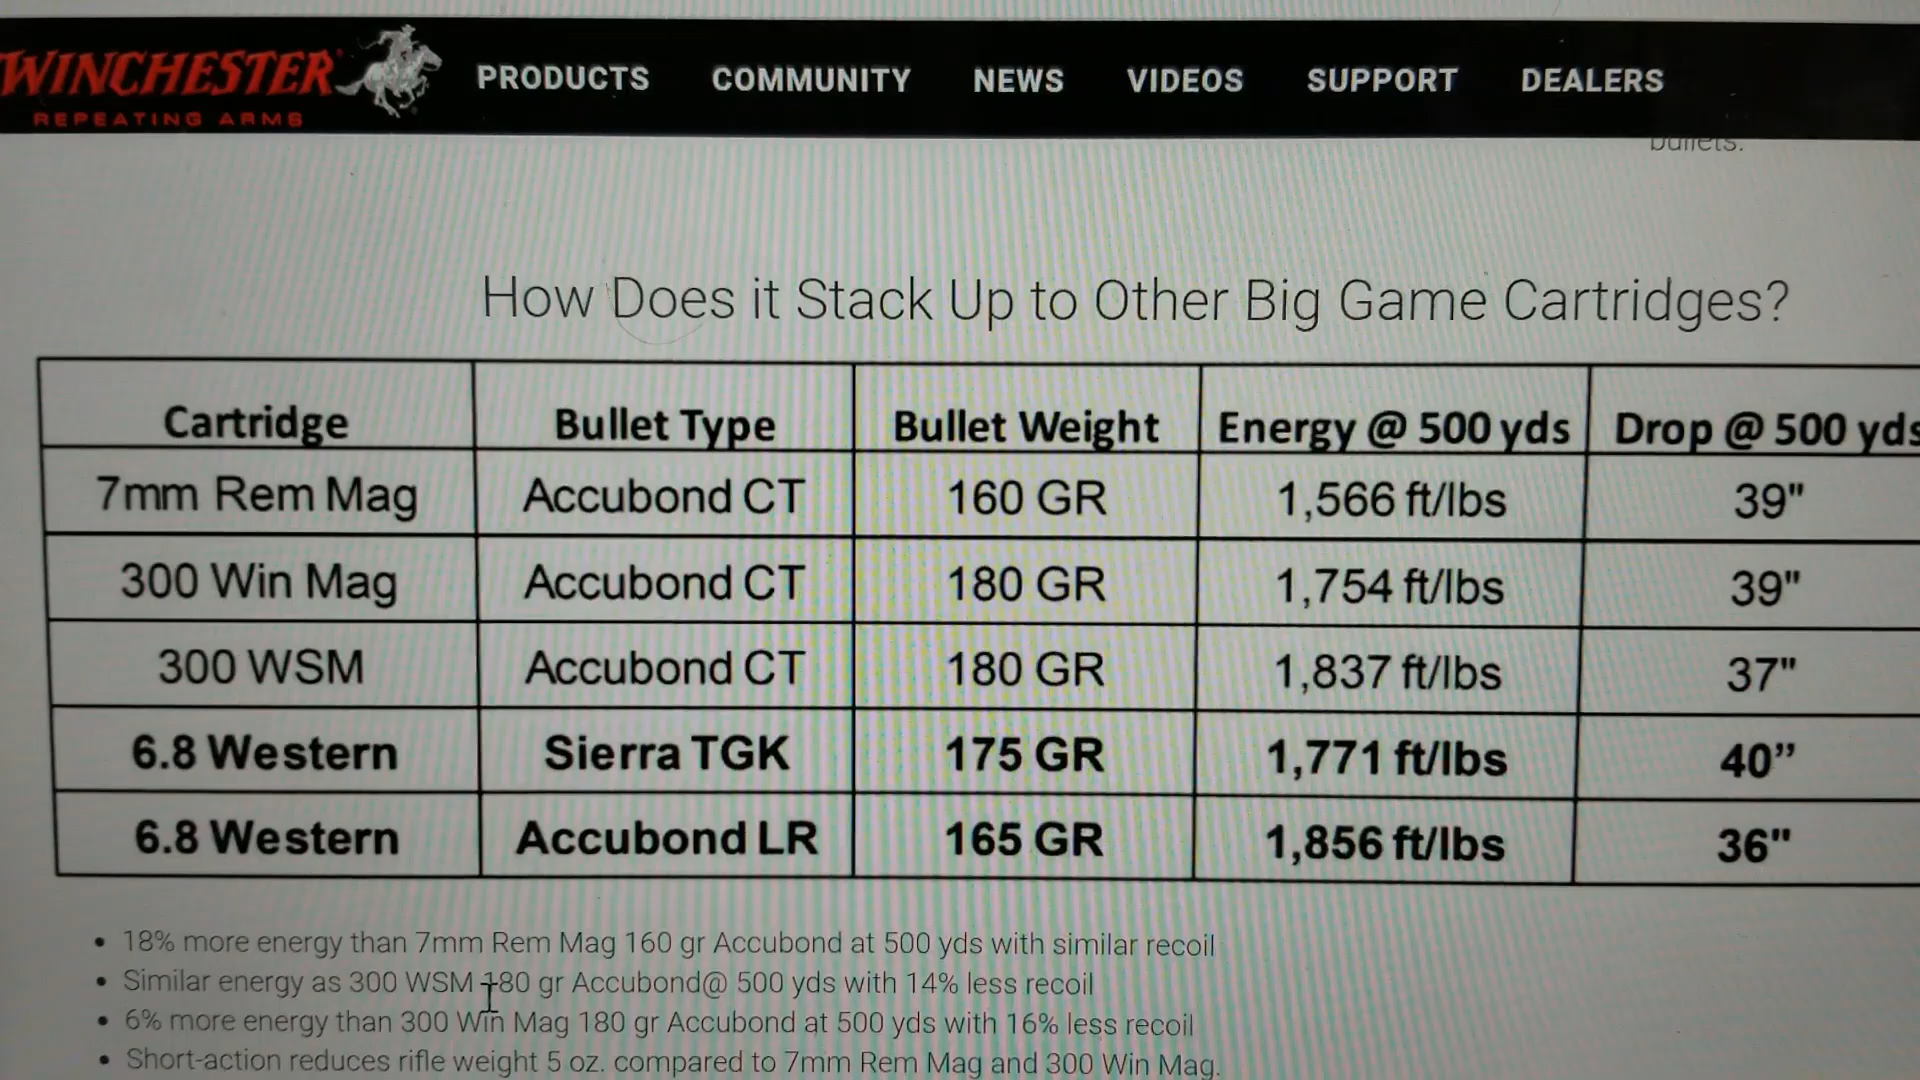 WINCHESTER
REPEATING ARMS
PRODUCTS COMMUNITY NEWS VIDEOS SUPPORT DEALERS
bullets.
How Does it Stack Up to Other Big Game Cartridges?
Cartridge Bullet Type Bullet Weight Energy @ 500 yds Drop @ 500 yds
7mm Rem Mag Accubond CT 160 GR 1,566 ft/lbs 39"
300 Win Mag Accubond CT 180 GR 1,754 ft/lbs 39"
300 WSM Accubond CT 180 GR 1,837 ft/lbs 37"
6.8 Western Sierra TGK 175 GR 1,771 ft/lbs 40”
6.8 Western Accubond LR 165 GR 1,856 ft/lbs 36"
• 18% more energy than 7mm Rem Mag 160 gr Accubond at 500 yds with similar recoil
• Similar energy as 300 WSM 180 gr Accubond@ 500 yds with 14% less recoil
• 6% more energy than 300 Win Mag 180 gr Accubond at 500 yds with 16% less recoil
• Short-action reduces rifle weight 5 oz. compared to 7mm Rem Mag and 300 Win Mag.